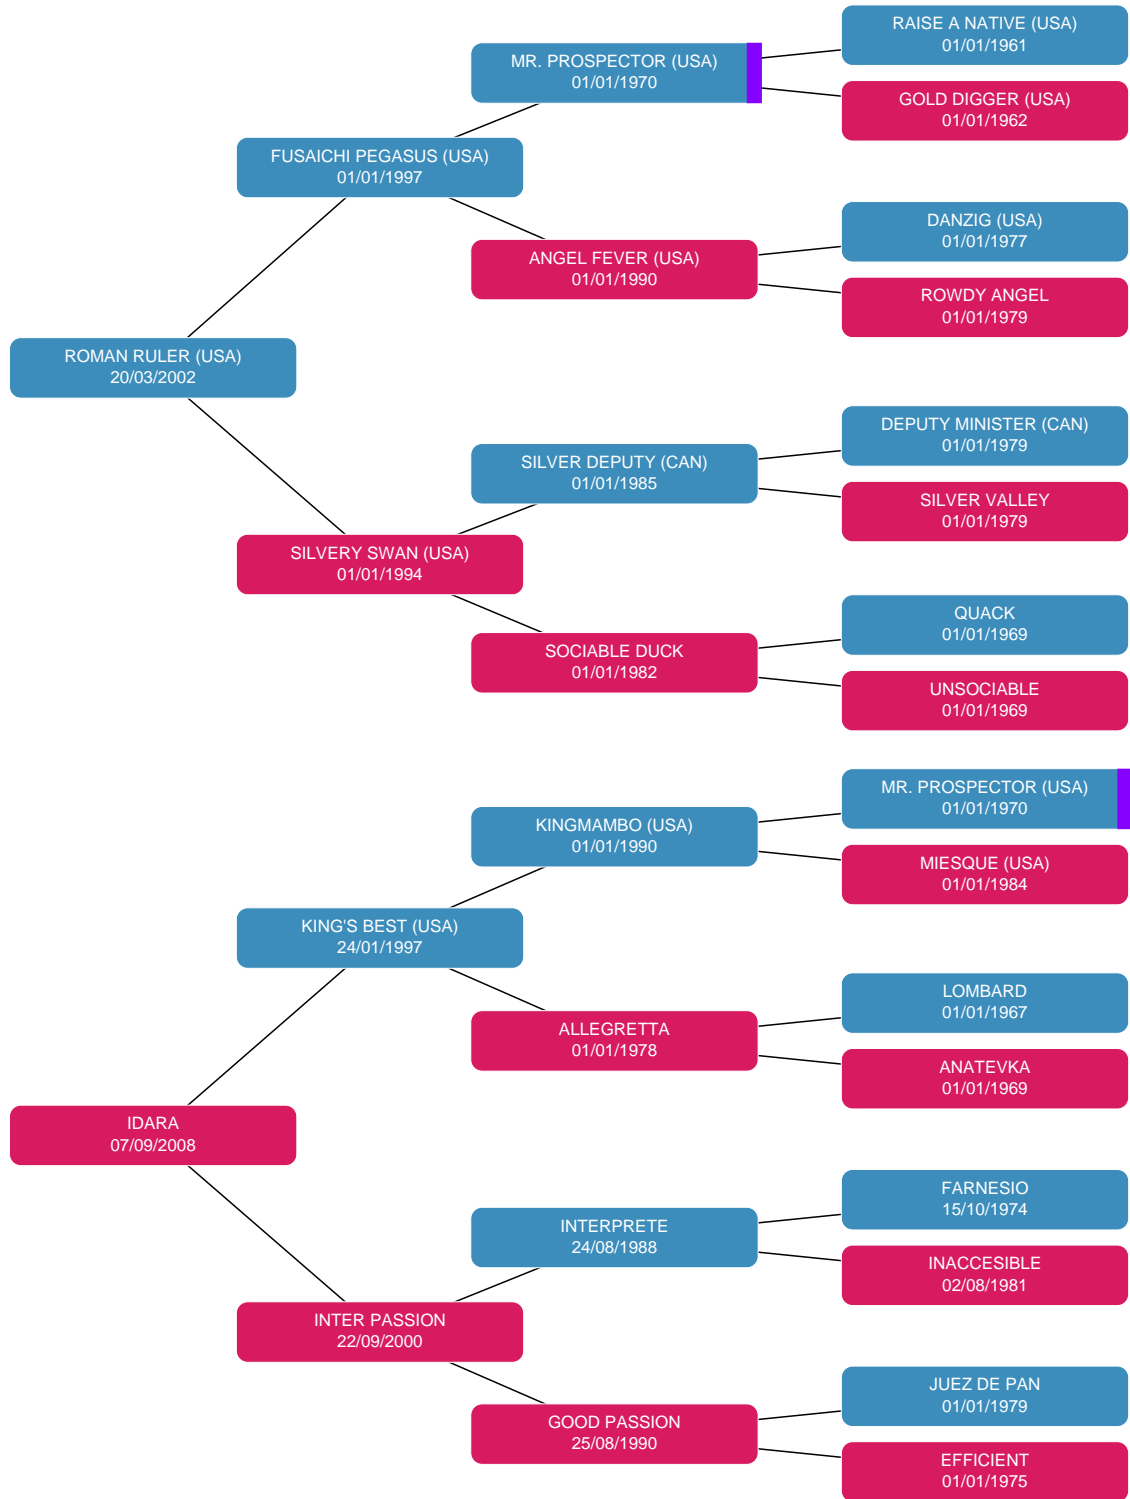 RAISE A NATIVE (USA)
01/01/1961
MR. PROSPECTOR (USA)
01/01/1970
GOLD DIGGER (USA)
01/01/1962
FUSAICHI PEGASUS (USA)
01/01/1997
DANZIG (USA)
01/01/1977
ANGEL FEVER (USA)
01/01/1990
ROWDY ANGEL
01/01/1979
ROMAN RULER (USA)
20/03/2002
DEPUTY MINISTER (CAN)
01/01/1979
SILVER DEPUTY (CAN)
01/01/1985
SILVER VALLEY
01/01/1979
SILVERY SWAN (USA)
01/01/1994
QUACK
01/01/1969
SOCIABLE DUCK
01/01/1982
UNSOCIABLE
01/01/1969
MR. PROSPECTOR (USA)
01/01/1970
KINGMAMBO (USA)
01/01/1990
MIESQUE (USA)
01/01/1984
KING'S BEST (USA)
24/01/1997
LOMBARD
01/01/1967
ALLEGRETTA
01/01/1978
ANATEVKA
01/01/1969
IDARA
07/09/2008
FARNESIO
15/10/1974
INTERPRETE
24/08/1988
INACCESIBLE
02/08/1981
INTER PASSION
22/09/2000
JUEZ DE PAN
01/01/1979
GOOD PASSION
25/08/1990
EFFICIENT
01/01/1975